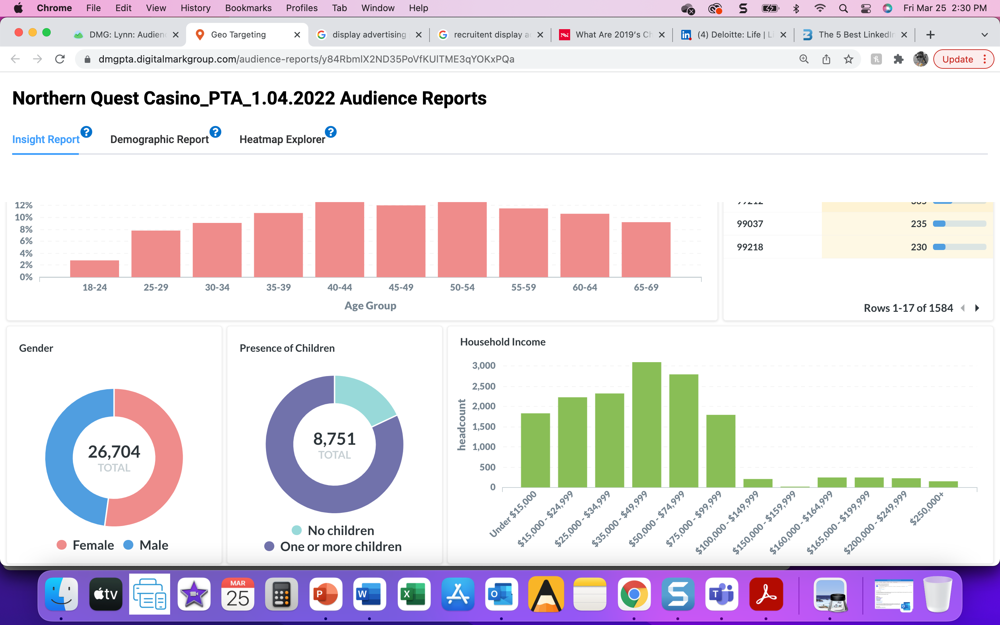 Chrome File Edit View History Bookmarks Profiles Tab Window Help Fri Mar 25 2:30 PM
DMG: Lynn: Audien Geo Targeting display advertising recruitent display a What Are 2019's Ch (4) Deloitte: Life | L The 5 Best LinkedIn
dmgpta.digitalmarkgroup.com/audience-reports/y84RbmlX2ND35PoVfKUlTME3qYOKxPQa Update
Northern Quest Casino_PTA_1.04.2022 Audience Reports
Insight Report ? Demographic Report ? Heatmap Explorer ?
12%
10%
8%
6%
4%
2%
0%
18-24 25-29 30-34 35-39 40-44 45-49 50-54 55-59 60-64 65-69
Age Group
99212
99037 235
99218 230
Rows 1-17 of 1584
Gender
26,704
TOTAL
Female Male
Presence of Children
8,751
TOTAL
No children
One or more children
Household Income
headcount
3,000
2,500
2,000
1,500
1,000
500
0
Under $15,000
$15,000 - $24,999
$25,000 - $34,999
$35,000 - $49,999
$50,000 - $74,999
$75,000 - $99,999
$100,000 - $149,999
$150,000 - $159,999
$160,000 - $164,999
$165,000 - $199,999
$200,000 - $249,999
$250,000+
tv MAR
25 P W X O S T